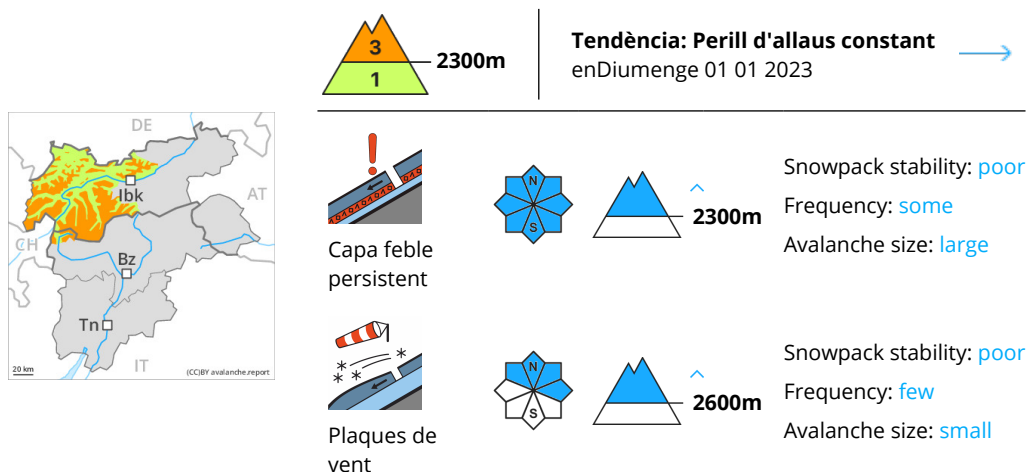 3
1
2300m
Tendència: Perill d'allaus constant
enDiumenge 01 01 2023
DE
AT
CH
IT
Ibk
Bz
Tn
20 km
(CC)BY avalanche.report
Capa feble
persistent
N
S
2300m
Snowpack stability: poor
Frequency: some
Avalanche size: large
Plaques de
vent
N
S
2600m
Snowpack stability: poor
Frequency: few
Avalanche size: small